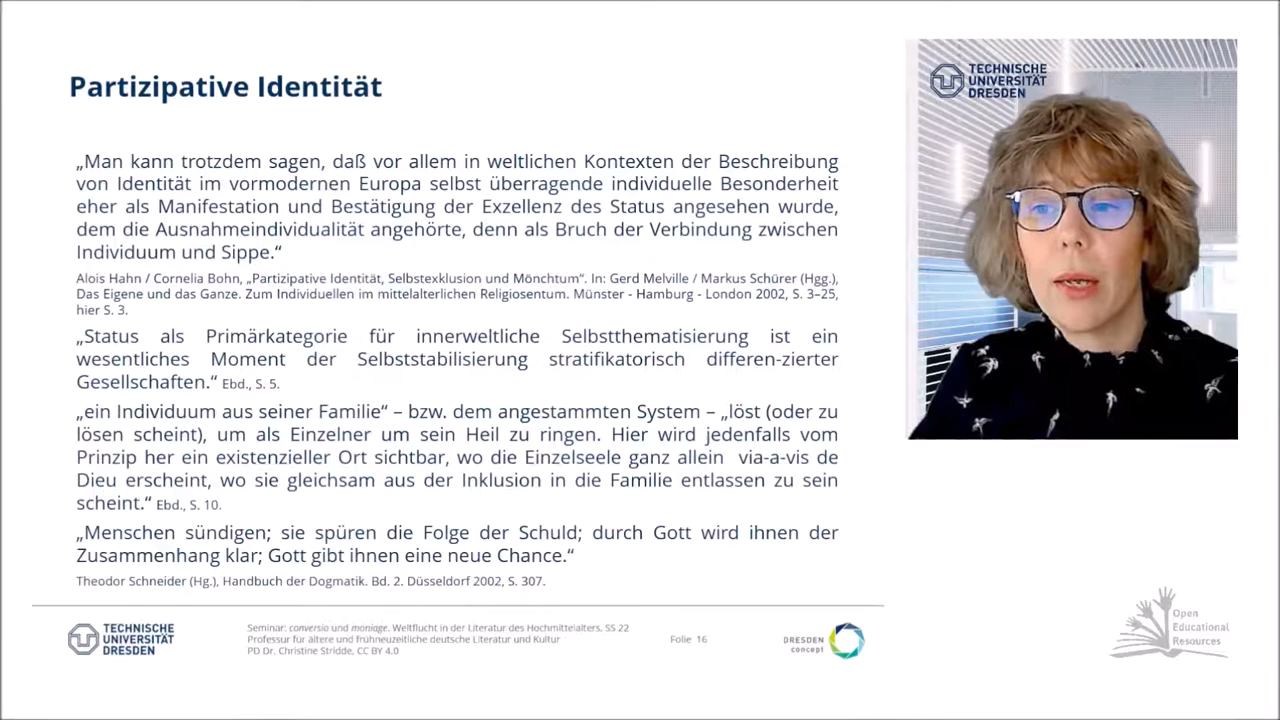 Partizipative Identität
„Man kann trotzdem sagen, daß vor allem in weltlichen Kontexten der Beschreibung
von Identität im vormodernen Europa selbst überragende individuelle Besonderheit
eher als Manifestation und Bestätigung der Exzellenz des Status angesehen wurde,
dem die Ausnahmeindividualität angehörte, denn als Bruch der Verbindung zwischen
Individuum und Sippe.“
Alois Hahn / Cornelia Bohn, „Partizipative Identität, Selbstexklusion und Mönchtum“. In: Gerd Melville / Markus Schürer (Hgg.),
Das Eigene und das Ganze. Zum Individuellen im mittelalterlichen Religiosentum. Münster - Hamburg - London 2002, S. 3–25,
hier S. 3.
„Status als Primärkategorie für innerweltliche Selbstthematisierung ist ein
wesentliches Moment der Selbststabilisierung stratifikatorisch differen-zierter
Gesellschaften.“ Ebd., S. 5.
„ein Individuum aus seiner Familie“ – bzw. dem angestammten System – „löst (oder zu
lösen scheint), um als Einzelner um sein Heil zu ringen. Hier wird jedenfalls vom
Prinzip her ein existenzieller Ort sichtbar, wo die Einzelseele ganz allein via-a-vis de
Dieu erscheint, wo sie gleichsam aus der Inklusion in die Familie entlassen zu sein
scheint.“ Ebd., S. 10.
„Menschen sündigen; sie spüren die Folge der Schuld; durch Gott wird ihnen der
Zusammenhang klar; Gott gibt ihnen eine neue Chance.“
Theodor Schneider (Hg.), Handbuch der Dogmatik. Bd. 2. Düsseldorf 2002, S. 307.
TECHNISCHE
UNIVERSITÄT
DRESDEN
Seminar: conversio und moniage. Weltflucht in der Literatur des Hochmittelalters, SS 22
Professur für ältere und frühneuzeitliche deutsche Literatur und Kultur
PD Dr. Christine Stridde, CC BY 4.0
Folie 16
DRESDEN
concept
TECHNISCHE
UNIVERSITÄT
DRESDEN
Open
Educational
Resources